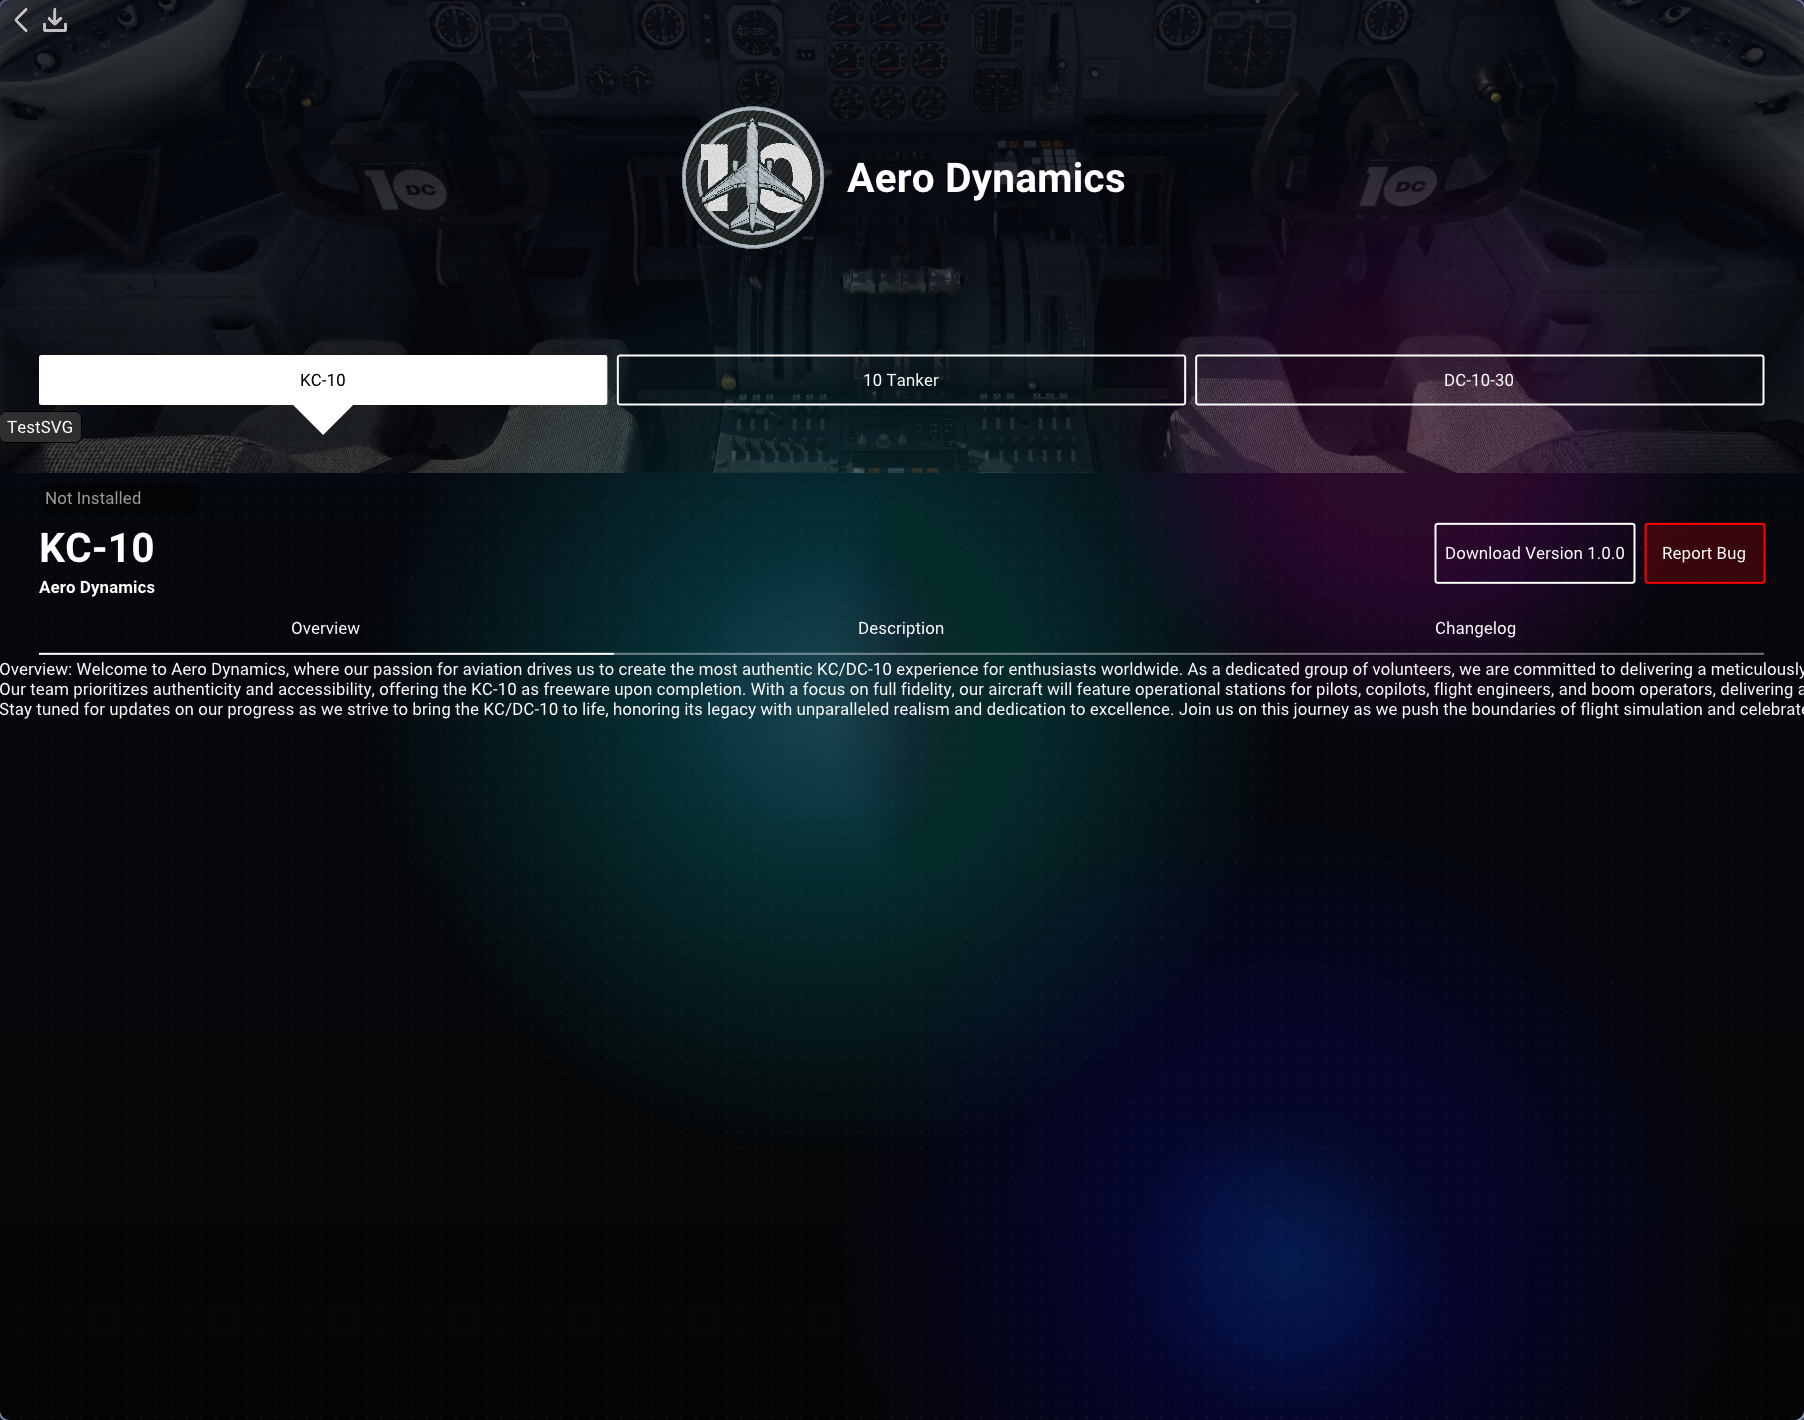 10
Aero Dynamics
10 DC
10 DC
KC-10
10 Tanker
DC-10-30
TestSVG
Not Installed
KC-10
Aero Dynamics
Download Version 1.0.0
Report Bug
Overview
Description
Changelog
Overview: Welcome to Aero Dynamics, where our passion for aviation drives us to create the most authentic KC/DC-10 experience for enthusiasts worldwide. As a dedicated group of volunteers, we are committed to delivering a meticulously
Our team prioritizes authenticity and accessibility, offering the KC-10 as freeware upon completion. With a focus on full fidelity, our aircraft will feature operational stations for pilots, copilots, flight engineers, and boom operators, delivering a
Stay tuned for updates on our progress as we strive to bring the KC/DC-10 to life, honoring its legacy with unparalleled realism and dedication to excellence. Join us on this journey as we push the boundaries of flight simulation and celebrate